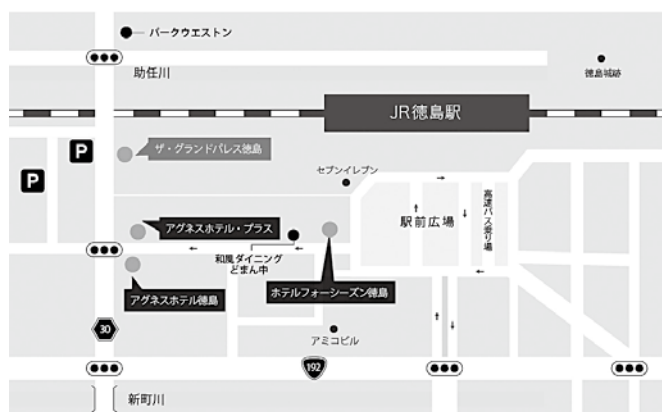 パークウエストン
助任川
徳島城跡
JR徳島駅
P
ザ・グランドパレス徳島
P
セブンイレブン
駅前広場
高速バス乗り場
アグネスホテル・プラス
和風ダイニング
どまん中
アグネスホテル徳島
ホテルフォーシーズン徳島
30
アミコビル
192
新町川